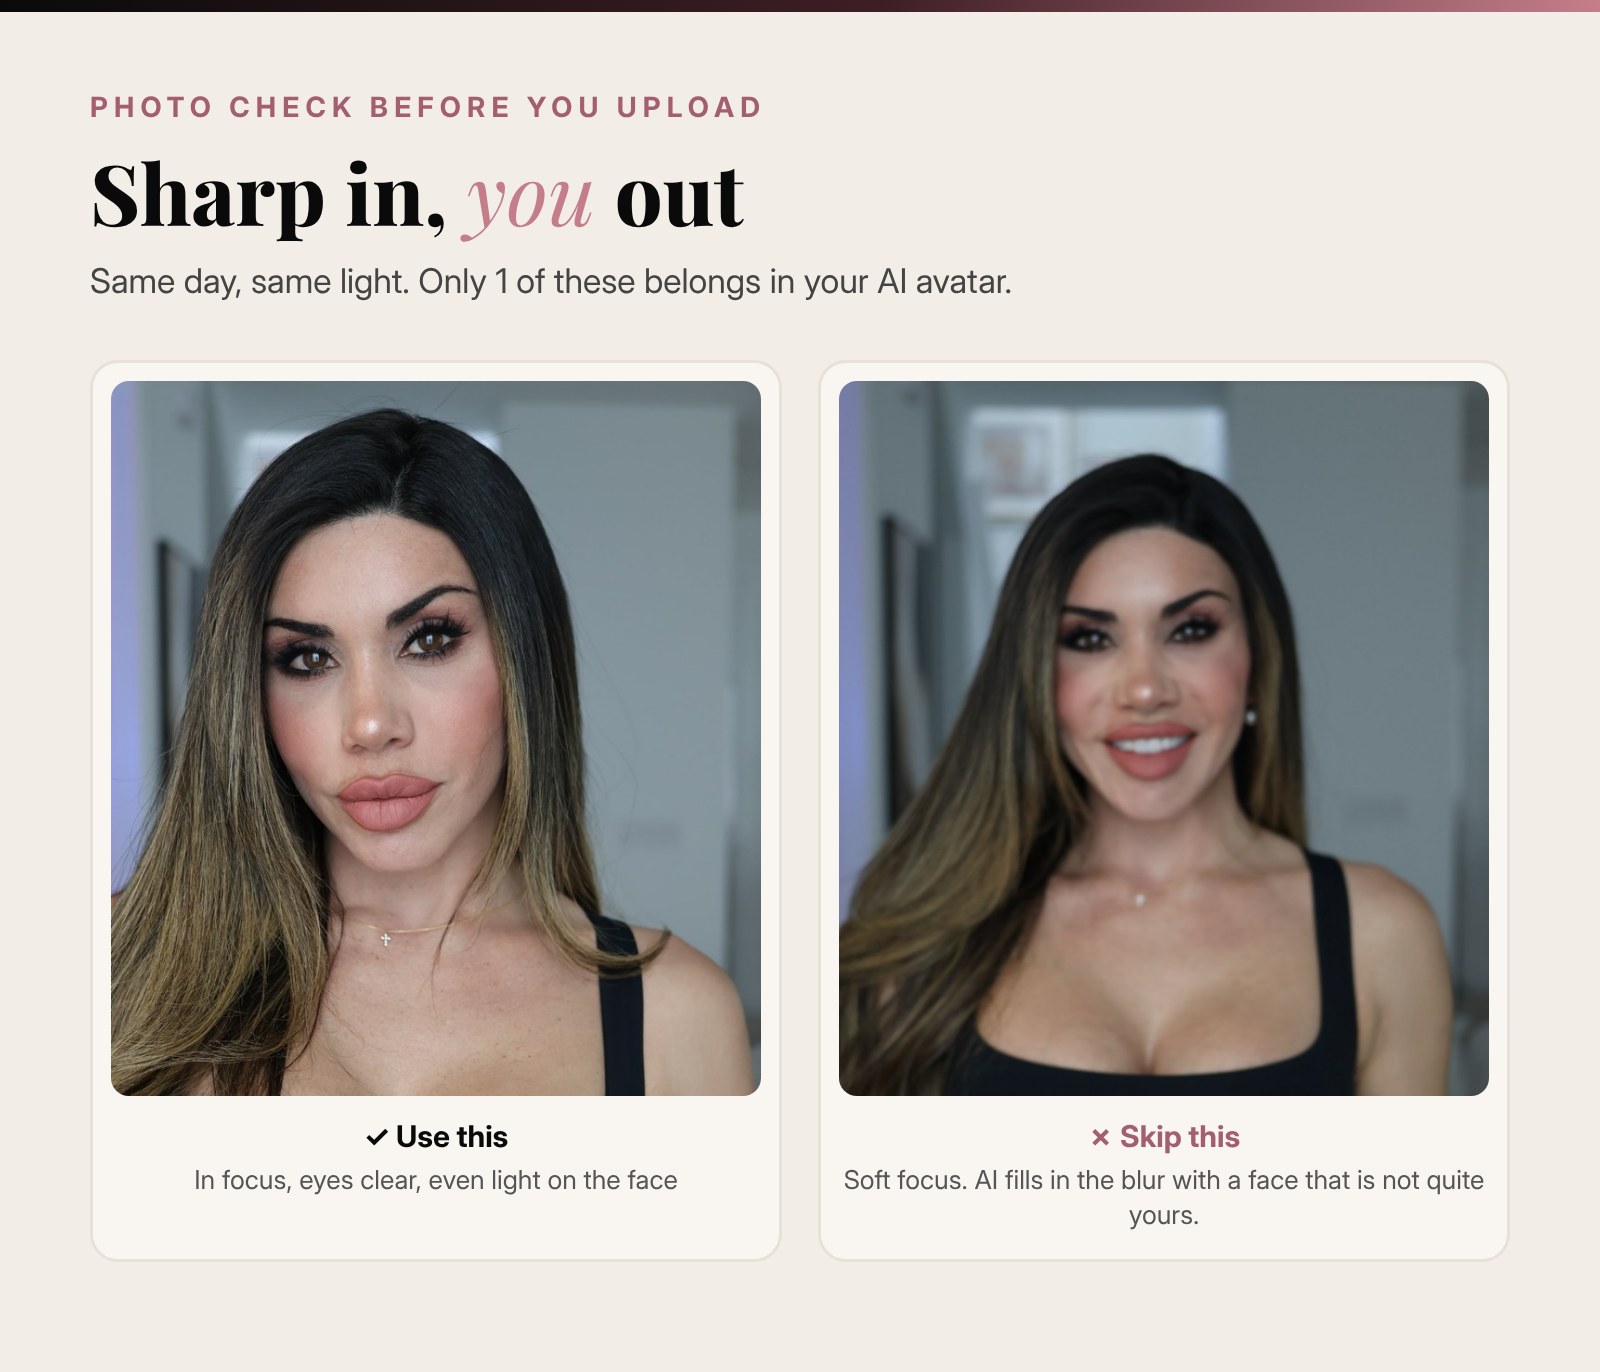 PHOTO CHECK BEFORE YOU UPLOAD
Sharp in, you out
Same day, same light. Only 1 of these belongs in your AI avatar.
✓ Use this
In focus, eyes clear, even light on the face
× Skip this
Soft focus. AI fills in the blur with a face that is not quite
yours.